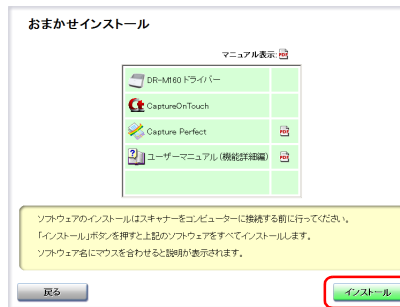 おまかせインストール
マニュアル表示:
DR-M160 ドライバー
CaptureOnTouch
Capture Perfect
ユーザーマニュアル(機能詳細編)
ソフトウェアのインストールはスキャナーをコンピューターに接続する前に行ってください。
「インストール」ボタンを押すと上記のソフトウェアをすべてインストールします。
ソフトウェア名にマウスを合わせると説明が表示されます。
戻る
インストール